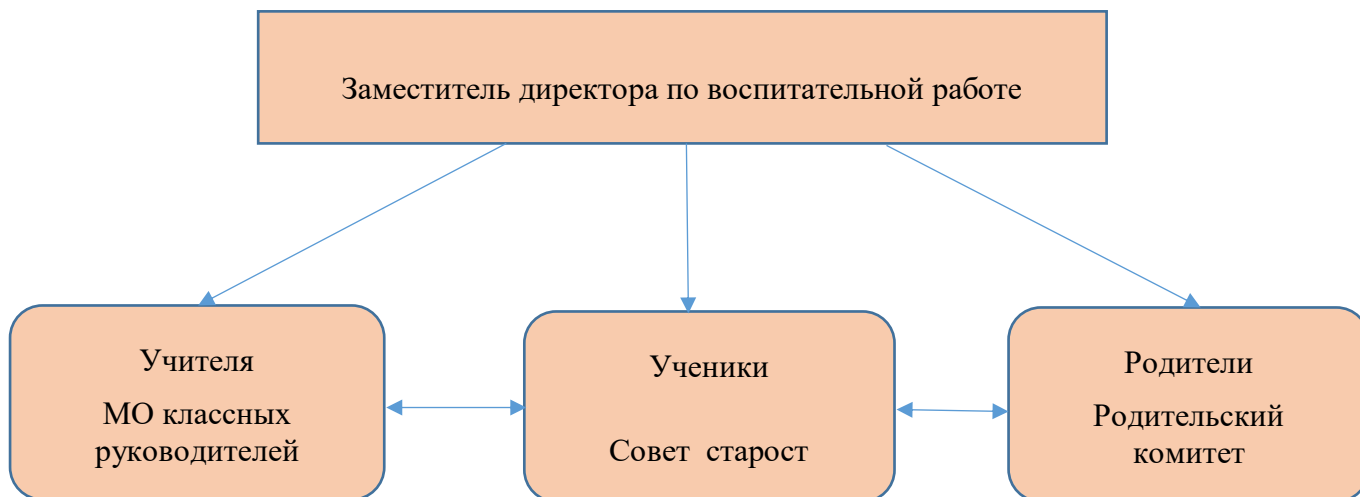 Заместитель директора по воспитательной работе
Учителя
МО классных
руководителей
Ученики
Совет старост
Родители
Родительский
комитет